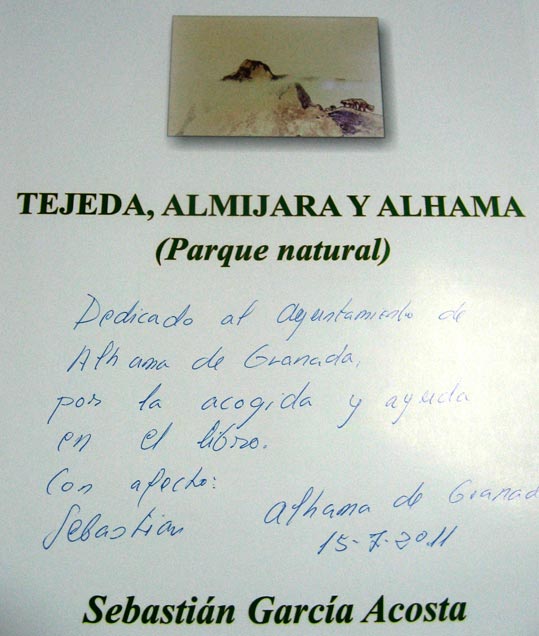 TEJEDA, ALMIJARA Y ALHAMA
(Parque natural)
Dedicado al Ayuntamiento de
Alhama de Granada,
por la acogida y ayuda
en el libro.
Con afecto:
Sebastián
Alhama de Granad
15-7-2011
Sebastián García Acosta